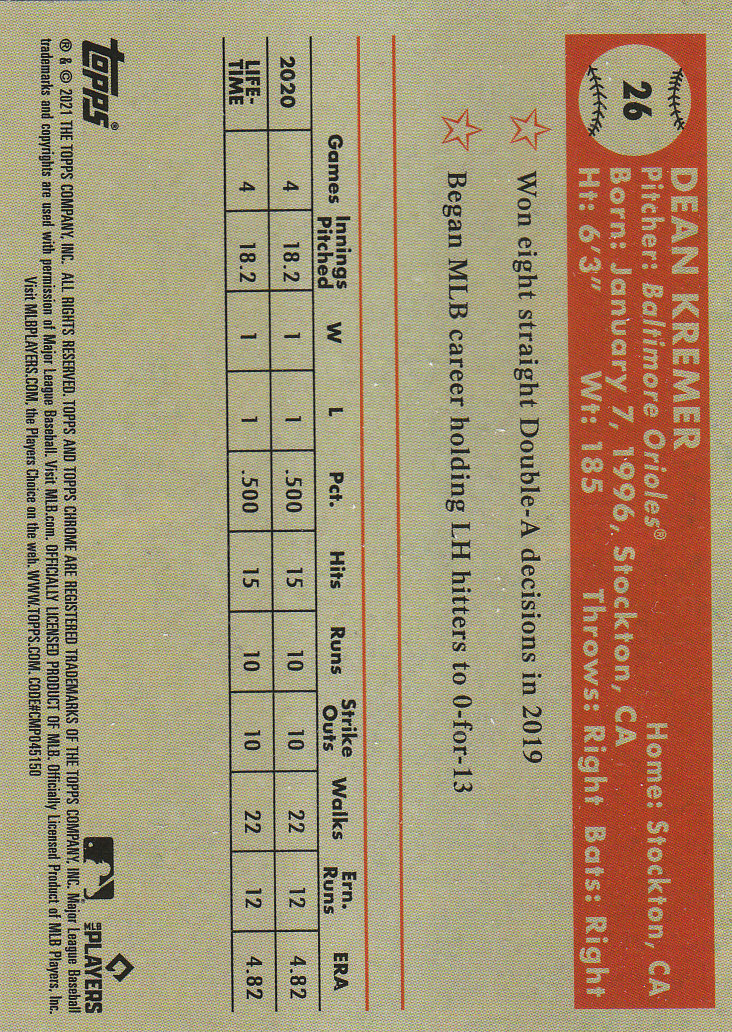 26
DEAN KREMER
Pitcher: Baltimore Orioles® Home: Stockton, CA
Born: January 7, 1996, Stockton, CA
Ht: 6'3" Wt: 185 Throws: Right Bats: Right
Won eight straight Double-A decisions in 2019
Began MLB career holding LH hitters to 0-for-13
Games Innings Pitched W L Pct. Hits Runs Strike Outs Walks Ern. Runs ERA
2020 4 18.2 1 1 .500 15 10 10 22 12 4.82
LIFE-TIME 4 18.2 1 1 .500 15 10 10 22 12 4.82
topps®
MLB PLAYERS
® & © 2021 THE TOPPS COMPANY, INC. ALL RIGHTS RESERVED. TOPPS AND TOPPS CHROME ARE REGISTERED TRADEMARKS OF THE TOPPS COMPANY, INC. Major League Baseball
trademarks and copyrights are used with permission of Major League Baseball. Visit MLB.com. OFFICIALLY LICENSED PRODUCT OF MLB. Officially Licensed Product of MLB Players, Inc.
Visit MLBPLAYERS.COM, the Players Choice on the web. WWW.TOPPS.COM. CODE#CMP045150